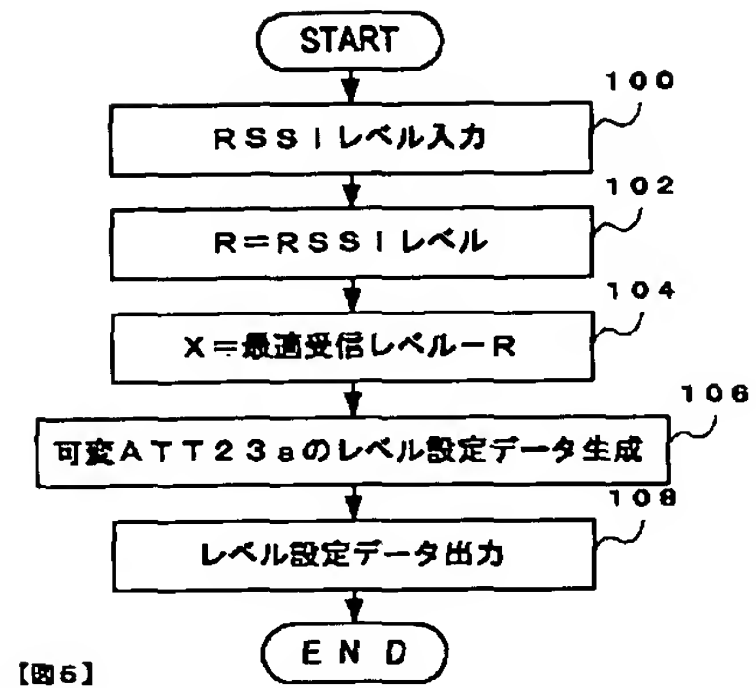 START
100
RSSIレベル入力
102
R=RSSIレベル
104
X=最適受信レベル-R
106
可変ATT23aのレベル設定データ生成
108
レベル設定データ出力
END
【図5】